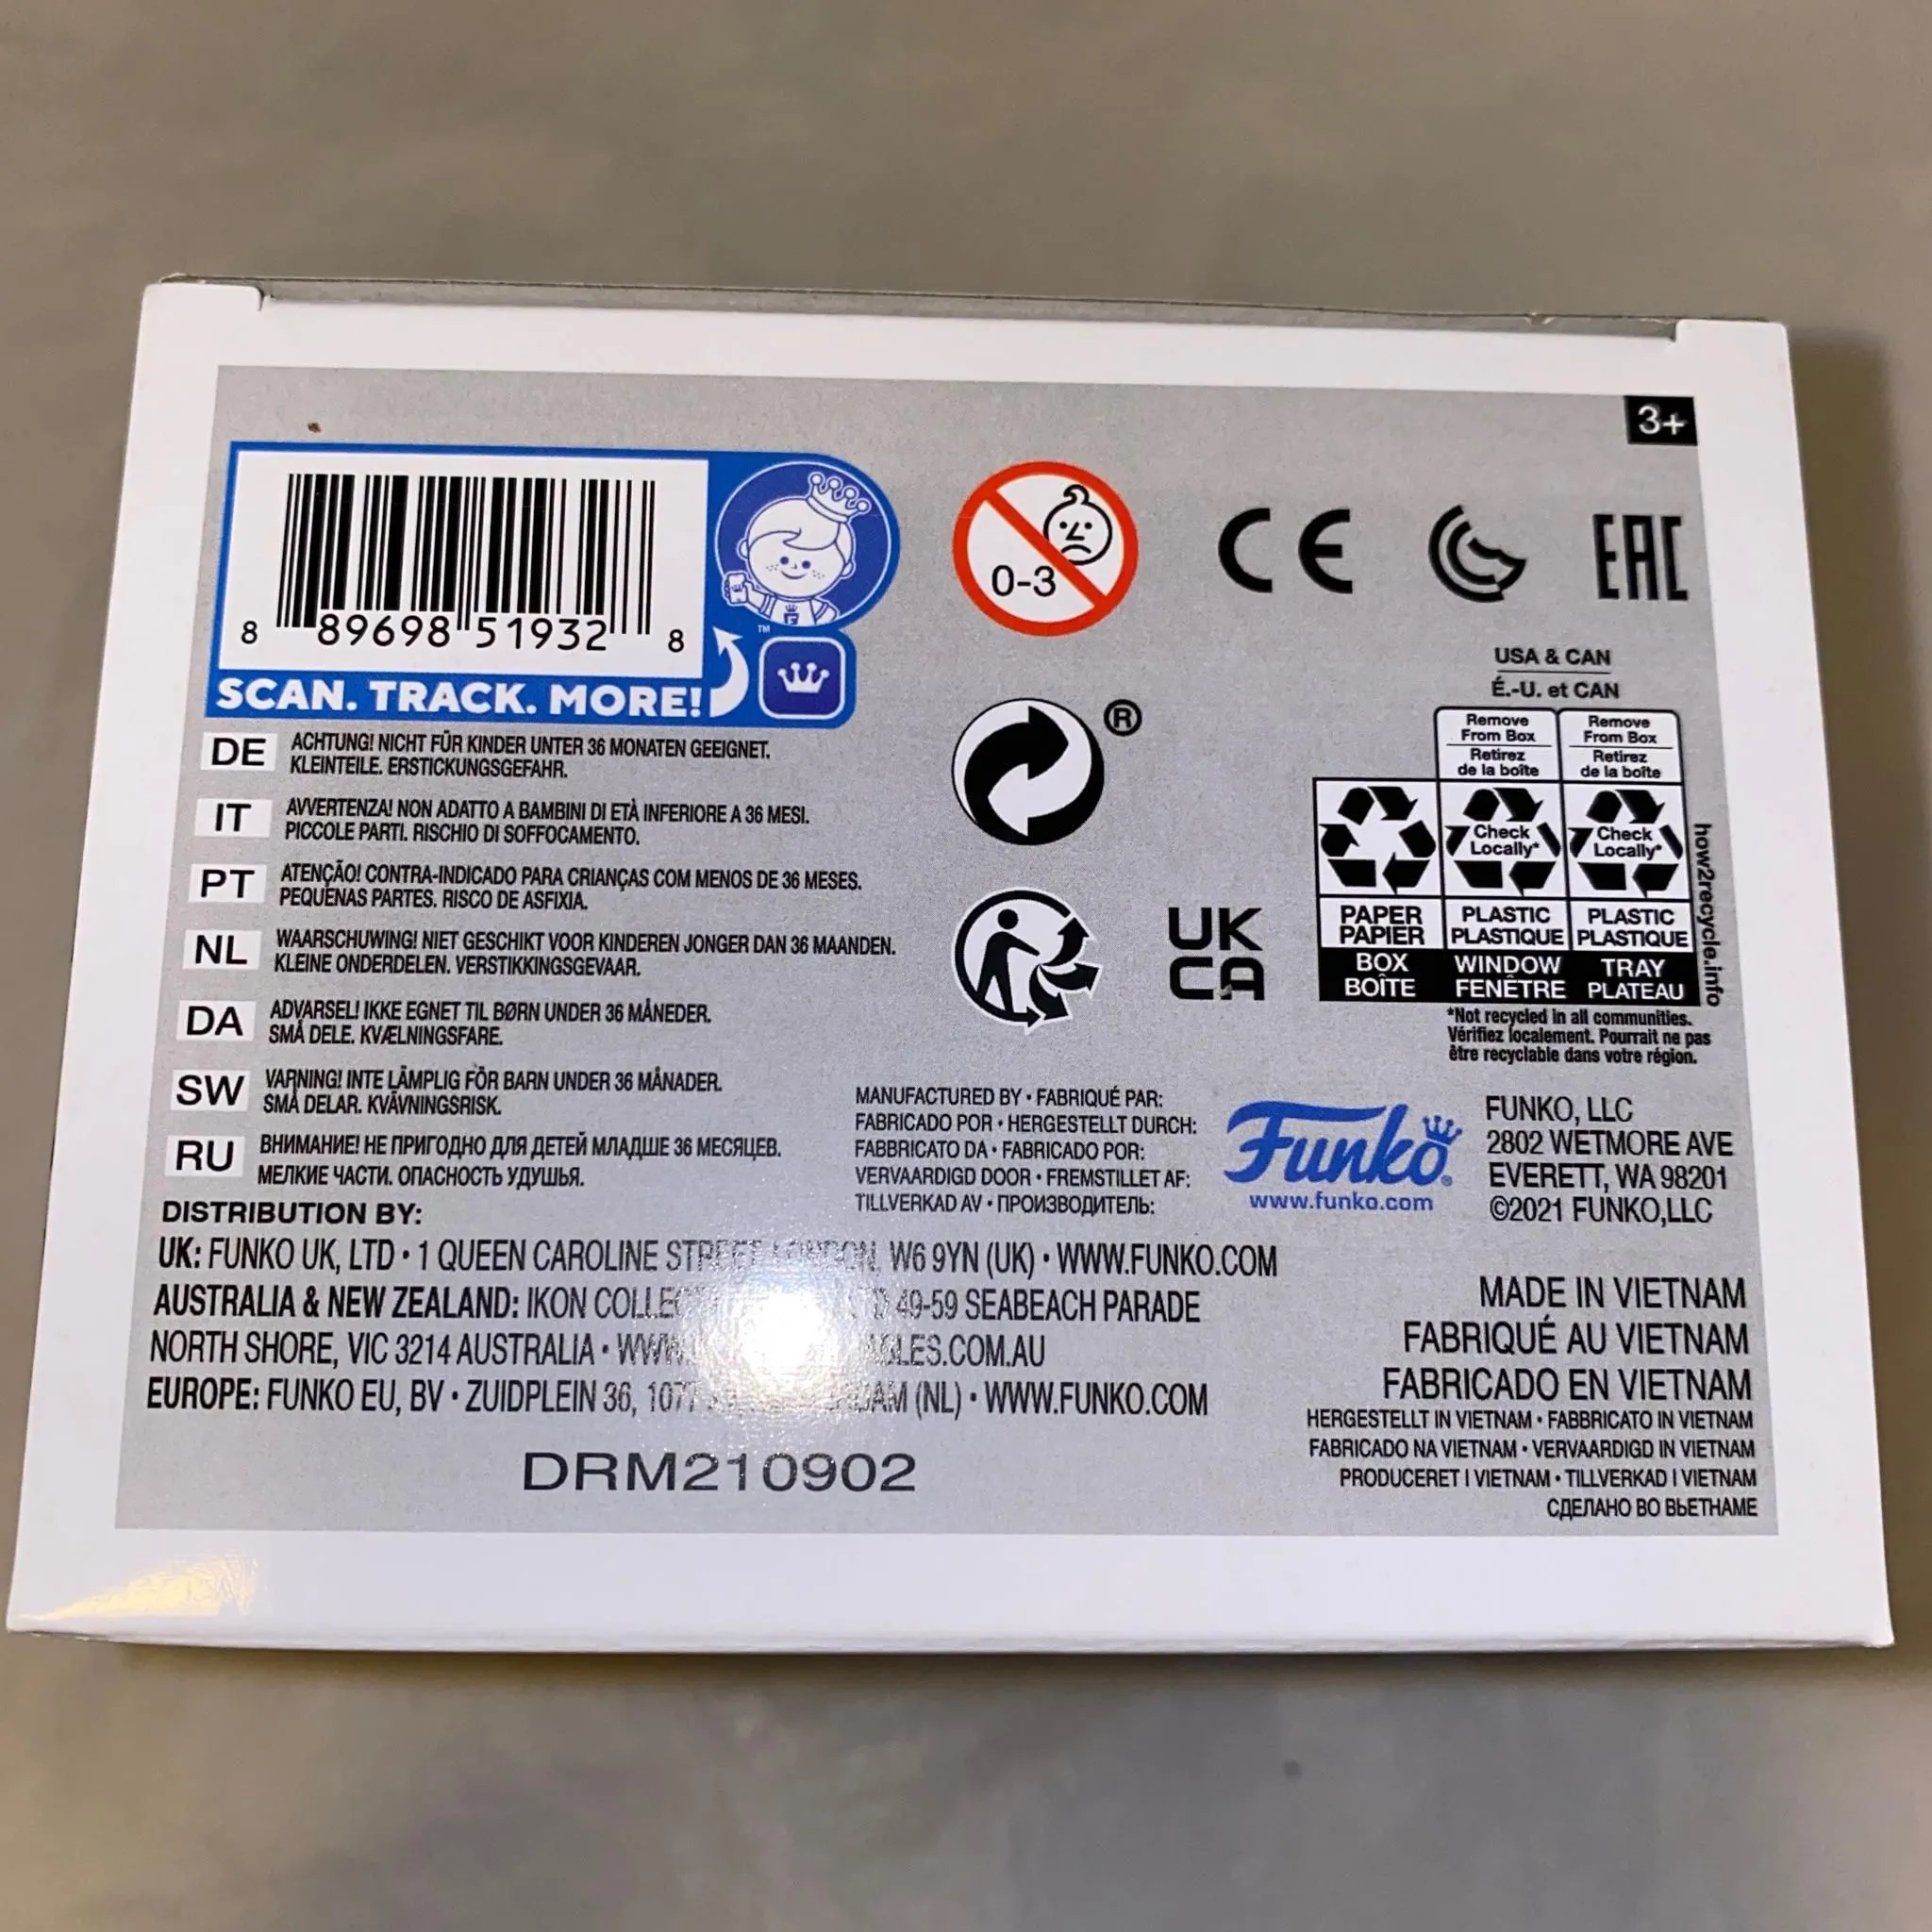 3+
8 89698 51932 8
TM
SCAN. TRACK. MORE!
0-3
CE
EAC
®
UK
CA
USA & CAN
É.-U. et CAN
Remove From Box Retirez de la boîte
Remove From Box Retirez de la boîte
Check Locally*
Check Locally*
PAPER PAPIER
PLASTIC PLASTIQUE
PLASTIC PLASTIQUE
BOX BOÎTE
WINDOW FENÊTRE
TRAY PLATEAU
how2recycle.info
*Not recycled in all communities.
Vérifiez localement. Pourrait ne pas
être recyclable dans votre région.
DE ACHTUNG! NICHT FÜR KINDER UNTER 36 MONATEN GEEIGNET.
KLEINTEILE. ERSTICKUNGSGEFAHR.
IT AVVERTENZA! NON ADATTO A BAMBINI DI ETÀ INFERIORE A 36 MESI.
PICCOLE PARTI. RISCHIO DI SOFFOCAMENTO.
PT ATENÇÃO! CONTRA-INDICADO PARA CRIANÇAS COM MENOS DE 36 MESES.
PEQUENAS PARTES. RISCO DE ASFIXIA.
NL WAARSCHUWING! NIET GESCHIKT VOOR KINDEREN JONGER DAN 36 MAANDEN.
KLEINE ONDERDELEN. VERSTIKKINGSGEVAAR.
DA ADVARSEL! IKKE EGNET TIL BØRN UNDER 36 MÅNEDER.
SMÅ DELE. KVÆLNINGSFARE.
SW VARNING! INTE LÄMPLIG FÖR BARN UNDER 36 MÅNADER.
SMÅ DELAR. KVÄVNINGSRISK.
RU ВНИМАНИЕ! НЕ ПРИГОДНО ДЛЯ ДЕТЕЙ МЛАДШЕ 36 МЕСЯЦЕВ.
МЕЛКИЕ ЧАСТИ. ОПАСНОСТЬ УДУШЬЯ.
MANUFACTURED BY • FABRIQUÉ PAR:
FABRICADO POR • HERGESTELLT DURCH:
FABBRICATO DA • FABRICADO POR:
VERVAARDIGD DOOR • FREMSTILLET AF:
TILLVERKAD AV • ПРОИЗВОДИТЕЛЬ:
Funko®
www.funko.com
FUNKO, LLC
2802 WETMORE AVE
EVERETT, WA 98201
©2021 FUNKO,LLC
DISTRIBUTION BY:
UK: FUNKO UK, LTD • 1 QUEEN CAROLINE STREET LONDON, W6 9YN (UK) • WWW.FUNKO.COM
AUSTRALIA & NEW ZEALAND: IKON 49-59 SEABEACH PARADE
NORTH SHORE, VIC 3214 AUSTRALIA •
EUROPE: FUNKO EU, BV • ZUIDPLEIN 36, (NL) • WWW.FUNKO.COM
DRM210902
MADE IN VIETNAM
FABRIQUÉ AU VIETNAM
FABRICADO EN VIETNAM
HERGESTELLT IN VIETNAM • FABBRICATO IN VIETNAM
FABRICADO NA VIETNAM • VERVAARDIGD IN VIETNAM
PRODUCERET I VIETNAM • TILLVERKAD I VIETNAM
СДЕЛАНО ВО ВЬЕТНАМЕ